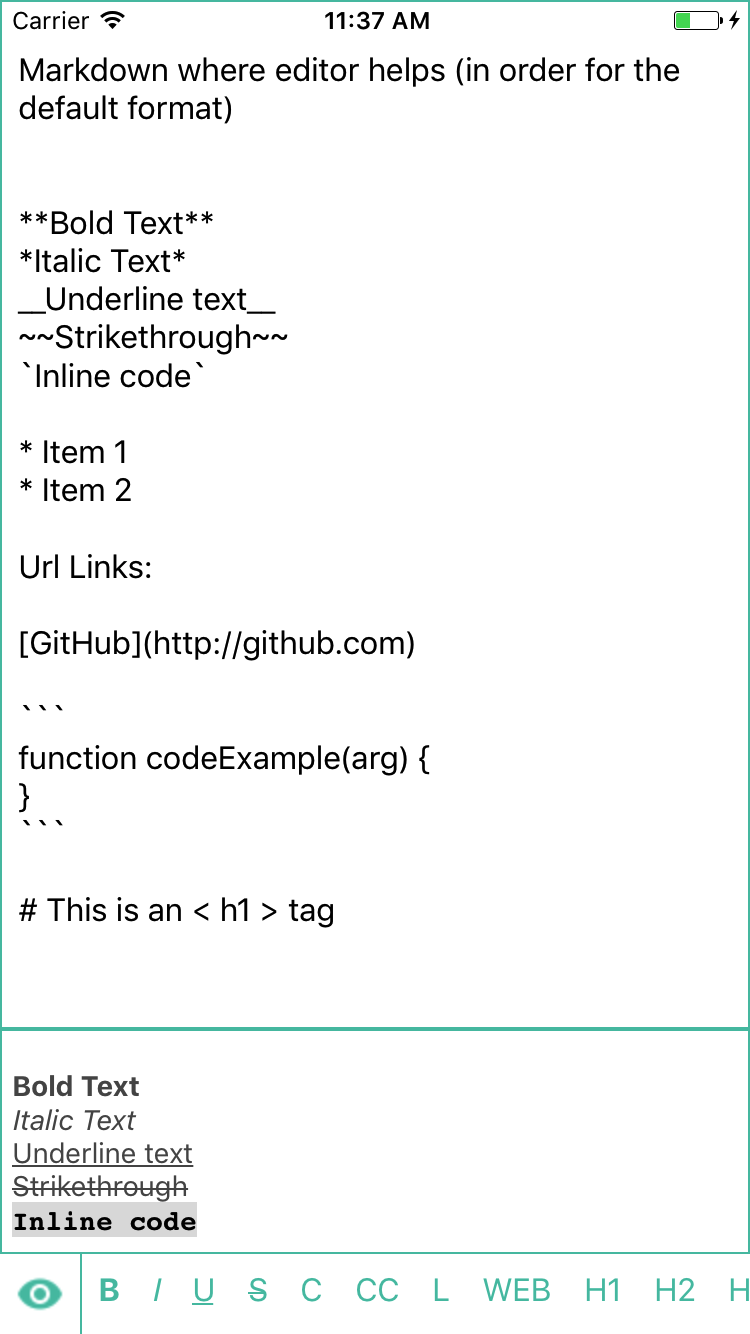 Carrier 11:37 AM
Markdown where editor helps (in order for the
default format)
**Bold Text**
*Italic Text*
__Underline text__
~~Strikethrough~~
`Inline code`
* Item 1
* Item 2
Url Links:
[GitHub](http://github.com)
```
function codeExample(arg) {
}
```
# This is an < h1 > tag
Bold Text
Italic Text
Underline text
Strikethrough
Inline code
B I U S C CC L WEB H1 H2 H